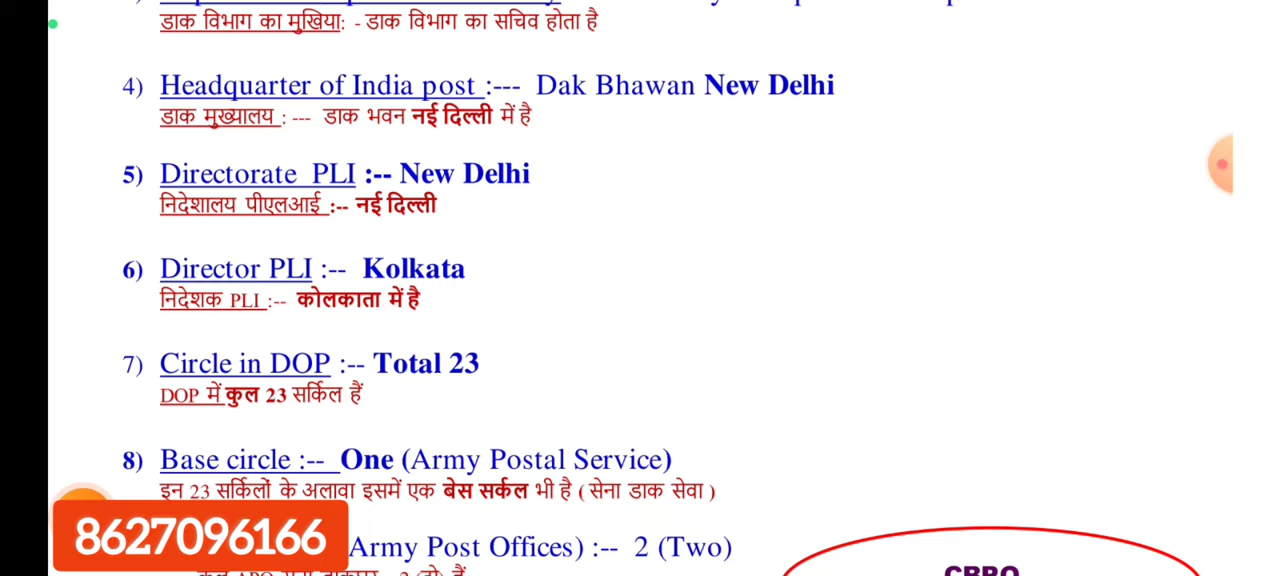 डाक विभाग का मुखिया: - डाक विभाग का सचिव होता है
4) Headquarter of India post :--- Dak Bhawan New Delhi
डाक मुख्यालय : --- डाक भवन नई दिल्ली में है
5) Directorate PLI :-- New Delhi
निदेशालय पीएलआई :-- नई दिल्ली
6) Director PLI :-- Kolkata
निदेशक PLI :-- कोलकाता में है
7) Circle in DOP :-- Total 23
DOP में कुल 23 सर्किल हैं
8) Base circle :-- One (Army Postal Service)
इन 23 सर्किलों के अलावा इसमें एक बेस सर्कल भी है ( सेना डाक सेवा )
8627096166
Army Post Offices) :-- 2 (Two)
CBPO